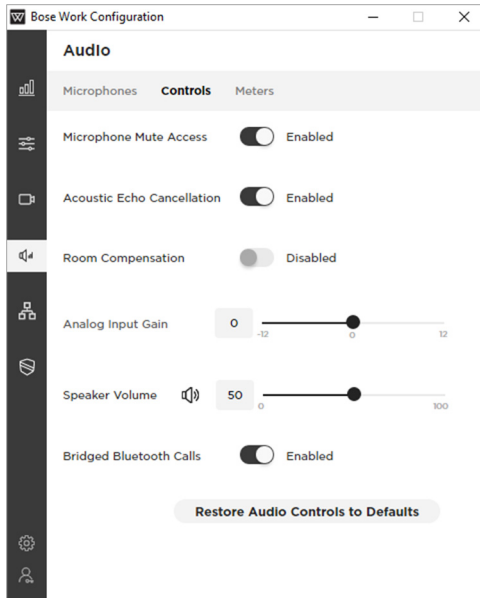 Bose Work Configuration
Audio
Microphones Controls Meters
Microphone Mute Access Enabled
Acoustic Echo Cancellation Enabled
Room Compensation Disabled
Analog Input Gain 0
-12 0 12
Speaker Volume 50
0 100
Bridged Bluetooth Calls Enabled
Restore Audio Controls to Defaults